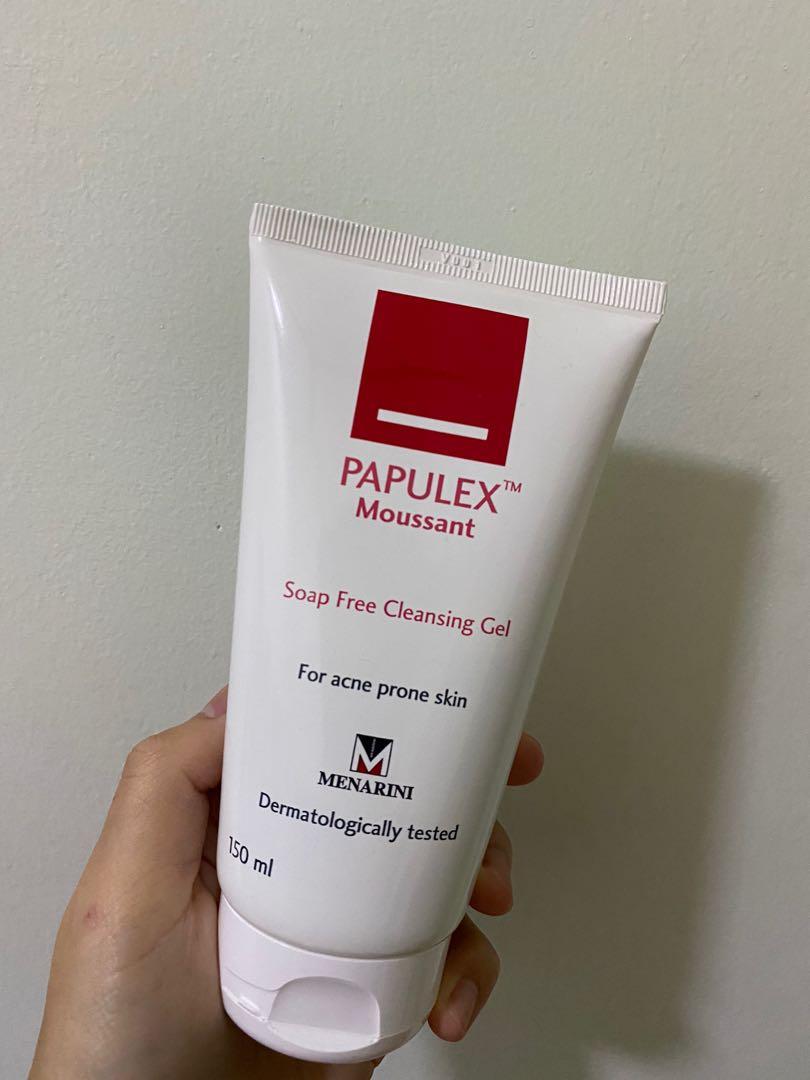 PAPULEX™
Moussant
Soap Free Cleansing Gel
For acne prone skin
M
MENARINI
Dermatologically tested
150 ml